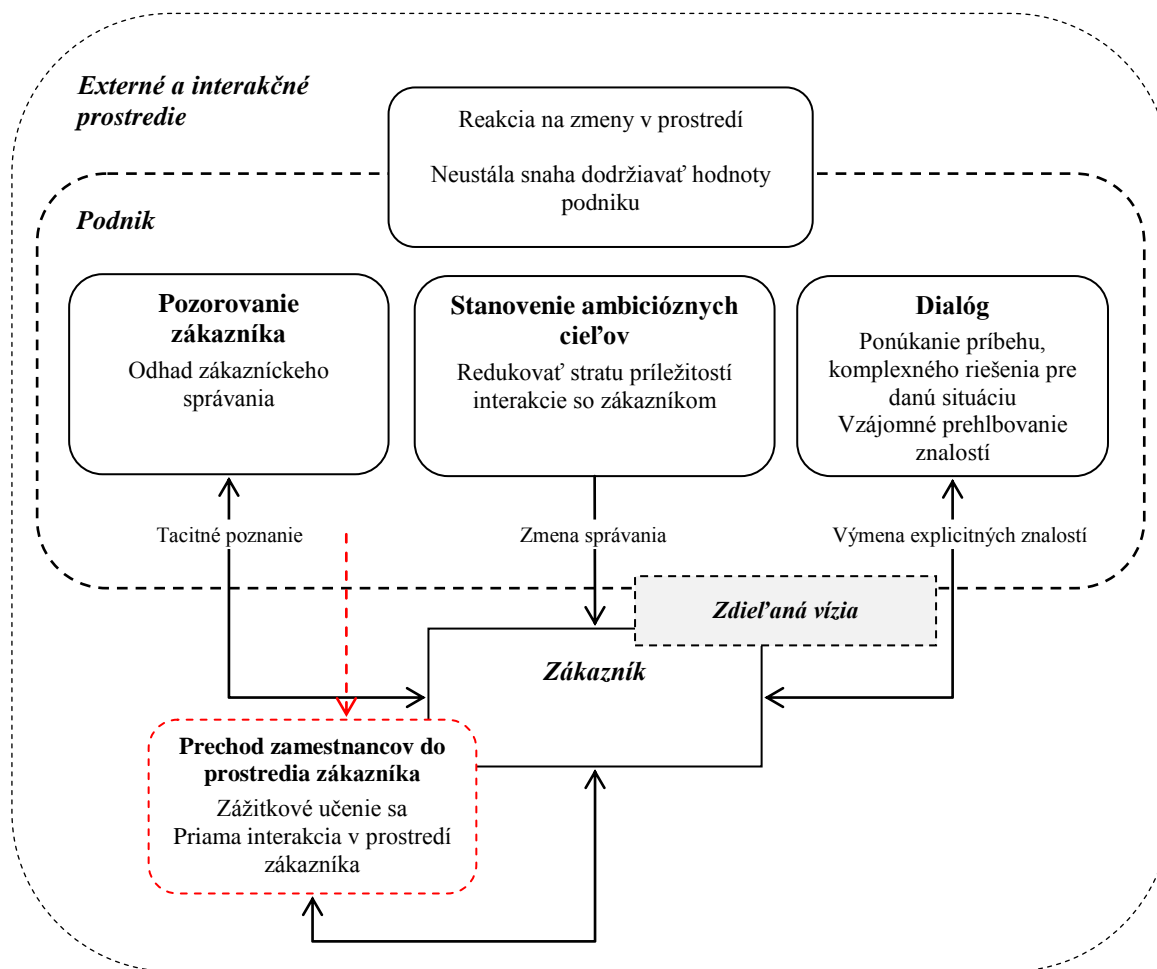 Externé a interakčné
prostredie
Reakcia na zmeny v prostredí
Neustála snaha dodržiavať hodnoty
podniku
Podnik
Pozorovanie
zákazníka
Odhad zákazníckeho
správania
Stanovenie ambicióznych
cieľov
Redukovať stratu príležitostí
interakcie so zákazníkom
Dialóg
Ponúkanie príbehu,
komplexného riešenia pre
danú situáciu
Vzájomné prehlbovanie
znalostí
Tacitné poznanie
Zmena správania
Výmena explicitných znalostí
Zdieľaná vízia
Zákazník
Prechod zamestnancov do
prostredia zákazníka
Zážitkové učenie sa
Priama interakcia v prostredí
zákazníka